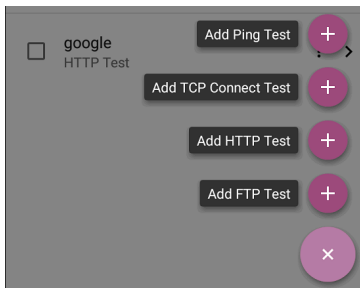 google
HTTP Test
Add Ping Test
Add TCP Connect Test
Add HTTP Test
Add FTP Test